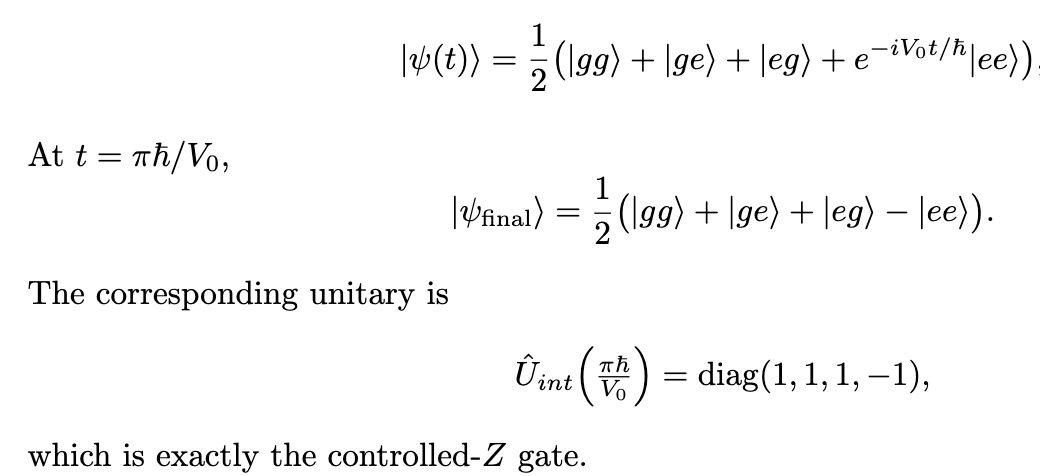 |ψ(t)⟩ = 1/2 (|gg⟩ + |ge⟩ + |eg⟩ + e^{−iV₀t/ℏ}|ee⟩),
At t = πℏ/V₀,
|ψ_final⟩ = 1/2 (|gg⟩ + |ge⟩ + |eg⟩ − |ee⟩).
The corresponding unitary is
Û_int (πℏ/V₀) = diag(1, 1, 1, −1),
which is exactly the controlled-Z gate.